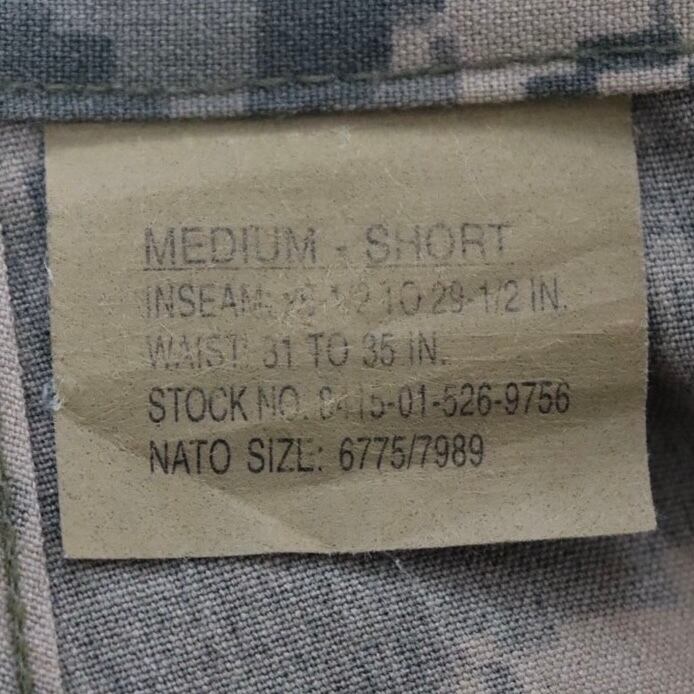 MEDIUM - SHORT
INSEAM: TO 29-1/2 IN.
WAIST: 31 TO 35 IN.
STOCK NO. 8415-01-526-9756
NATO SIZE: 6775/7989